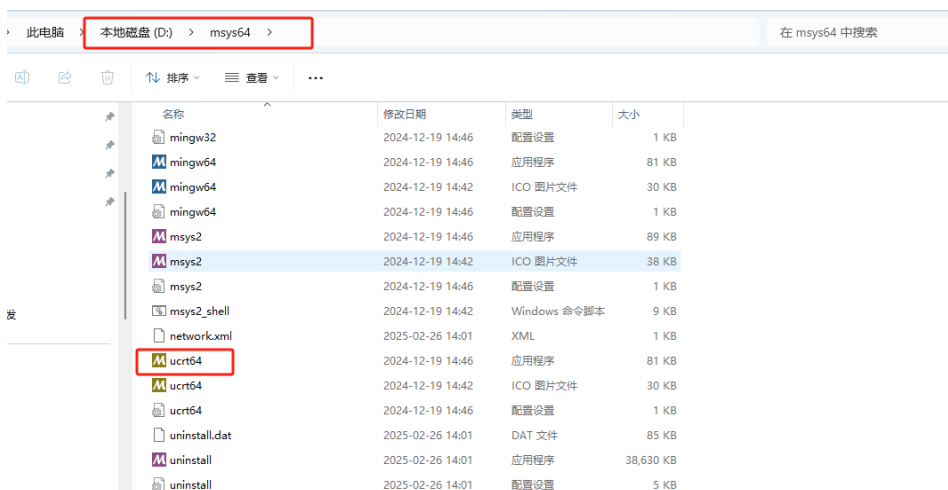 此电脑 > 本地磁盘 (D:) > msys64 >
在 msys64 中搜索
排序 查看 ...
名称 修改日期 类型 大小
mingw32 2024-12-19 14:46 配置设置 1 KB
mingw64 2024-12-19 14:46 应用程序 81 KB
mingw64 2024-12-19 14:42 ICO 图片文件 30 KB
mingw64 2024-12-19 14:46 配置设置 1 KB
msys2 2024-12-19 14:46 应用程序 89 KB
msys2 2024-12-19 14:42 ICO 图片文件 38 KB
msys2 2024-12-19 14:46 配置设置 1 KB
发
msys2_shell 2024-12-19 14:42 Windows 命令脚本 9 KB
network.xml 2025-02-26 14:01 XML 1 KB
ucrt64 2024-12-19 14:46 应用程序 81 KB
ucrt64 2024-12-19 14:42 ICO 图片文件 30 KB
ucrt64 2024-12-19 14:46 配置设置 1 KB
uninstall.dat 2025-02-26 14:01 DAT 文件 85 KB
uninstall 2025-02-26 14:01 应用程序 38,630 KB
uninstall 2025-02-26 14:01 配置设置 5 KB